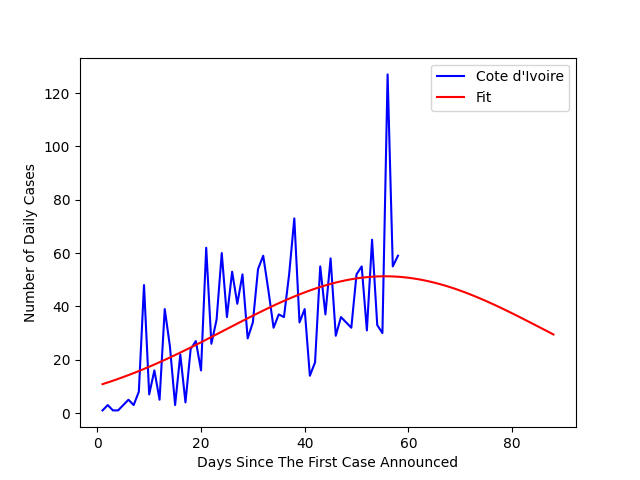 Cote d'Ivoire
Fit
120
100
80
60
40
20
0
Number of Daily Cases
0 20 40 60 80
Days Since The First Case Announced